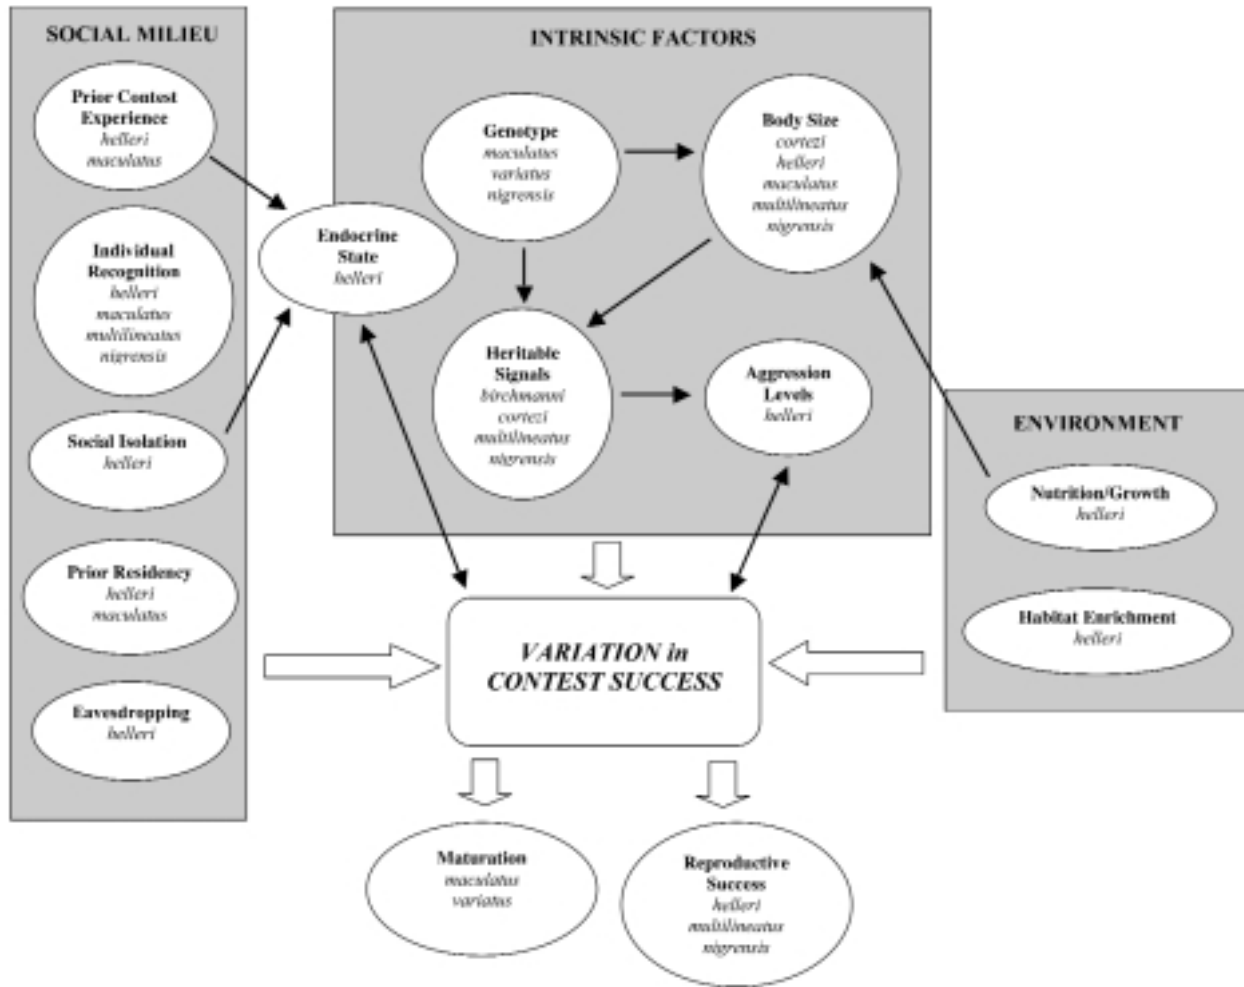 SOCIAL MILIEU
Prior Contest
Experience
helleri
maculatus
Individual
Recognition
helleri
maculatus
multilineatus
nigrensis
Social Isolation
helleri
Prior Residency
helleri
maculatus
Eavesdropping
helleri
Endocrine
State
helleri
INTRINSIC FACTORS
Genotype
maculatus
variatus
nigrensis
Body Size
cortezi
helleri
maculatus
multilineatus
nigrensis
Heritable
Signals
birchmanni
cortezi
multilineatus
nigrensis
Aggression
Levels
helleri
ENVIRONMENT
Nutrition/Growth
helleri
Habitat Enrichment
helleri
VARIATION in
CONTEST SUCCESS
Maturation
maculatus
variatus
Reproductive
Success
helleri
multilineatus
nigrensis